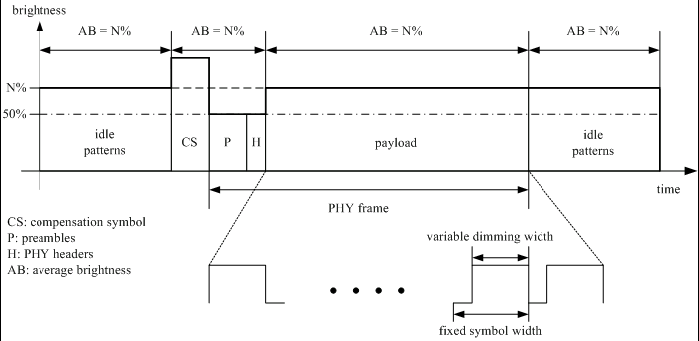 brightness
AB = N% AB = N% AB = N% AB = N%
N%
50%
idle patterns CS P H payload idle patterns
time
PHY frame
CS: compensation symbol
P: preambles
H: PHY headers
AB: average brightness
variable dimming wicth
fixed symbol width